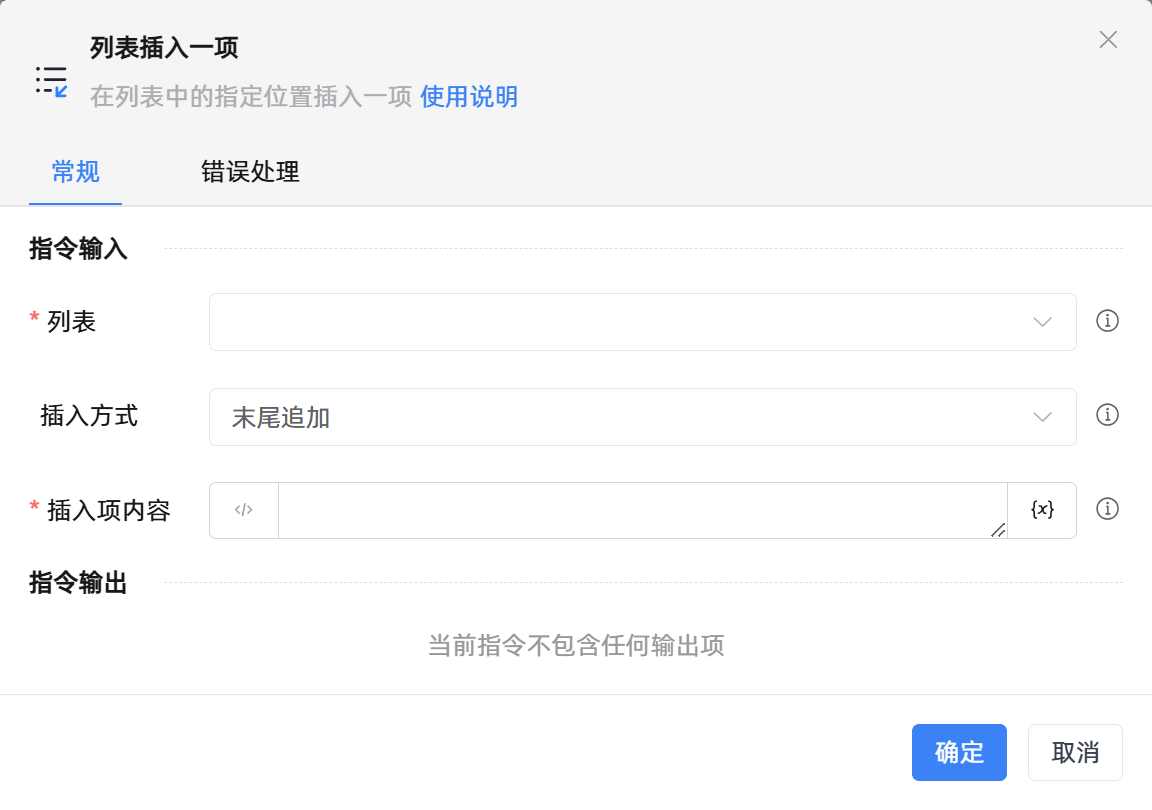 列表插入一项
在列表中的指定位置插入一项 使用说明
常规 错误处理
指令输入
* 列表
插入方式 末尾追加
* 插入项内容 </> {x}
指令输出
当前指令不包含任何输出项
确定 取消